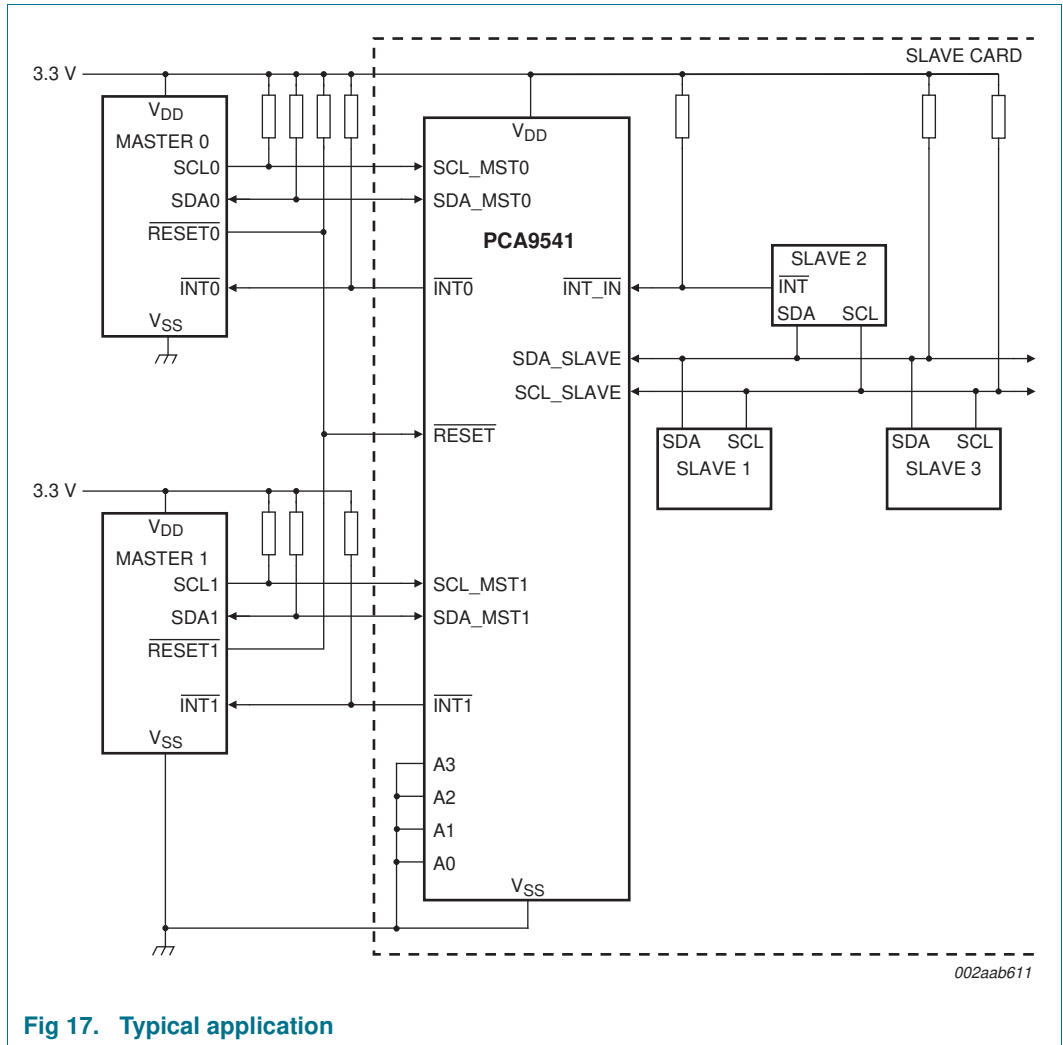 SLAVE CARD
3.3 V
VDD
MASTER 0
SCL0
SDA0
RESET0
INT0
VSS
VDD
SCL_MST0
SDA_MST0
PCA9541
INT0
INT_IN
SLAVE 2
INT
SDA SCL
SDA_SLAVE
SCL_SLAVE
RESET
SDA SCL
SLAVE 1
SDA SCL
SLAVE 3
3.3 V
VDD
MASTER 1
SCL1
SDA1
RESET1
INT1
VSS
SCL_MST1
SDA_MST1
INT1
A3
A2
A1
A0
VSS
002aab611
Fig 17. Typical application